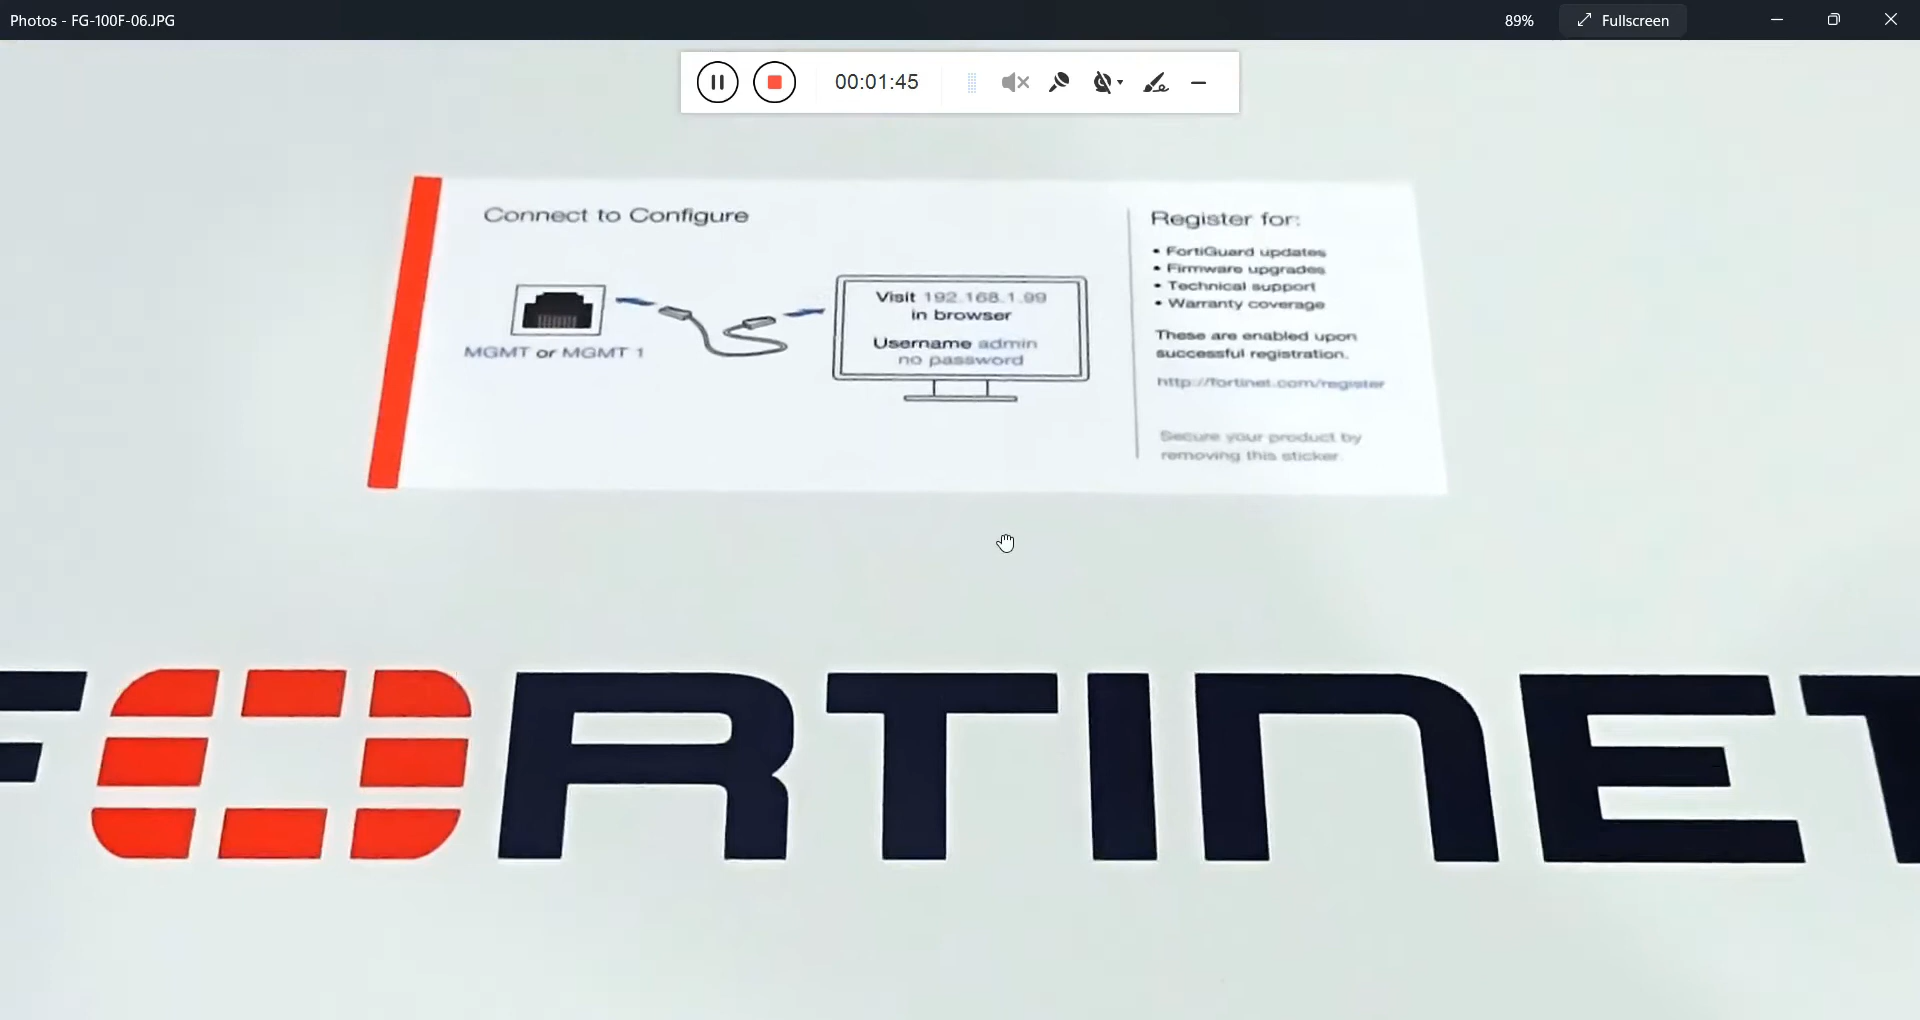 Photos - FG-100F-06.JPG
89%
Fullscreen
00:01:45
Connect to Configure
MGMT or MGMT 1
Visit 192.168.1.99
in browser
Username admin
no password
Register for:
• FortiGuard updates
• Firmware upgrades
• Technical support
• Warranty coverage
These are enabled upon
successful registration.
http://fortinet.com/register
Secure your product by
removing this sticker.
FORTINET